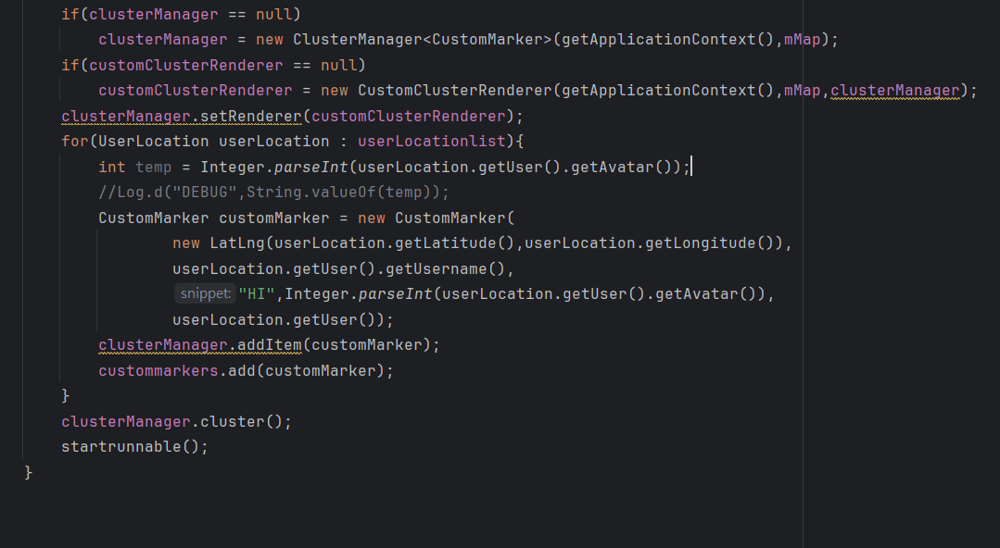 if(clusterManager == null)
clusterManager = new ClusterManager<CustomMarker>(getApplicationContext(),mMap);
if(customClusterRenderer == null)
customClusterRenderer = new CustomClusterRenderer(getApplicationContext(),mMap,clusterManager);
clusterManager.setRenderer(customClusterRenderer);
for(UserLocation userLocation : userLocationlist){
int temp = Integer.parseInt(userLocation.getUser().getAvatar());
//Log.d("DEBUG",String.valueOf(temp));
CustomMarker customMarker = new CustomMarker(
new LatLng(userLocation.getLatitude(),userLocation.getLongitude()),
userLocation.getUser().getUsername(),
snippet: "HI",Integer.parseInt(userLocation.getUser().getAvatar()),
userLocation.getUser());
clusterManager.addItem(customMarker);
custommarkers.add(customMarker);
}
clusterManager.cluster();
startrunnable();
}